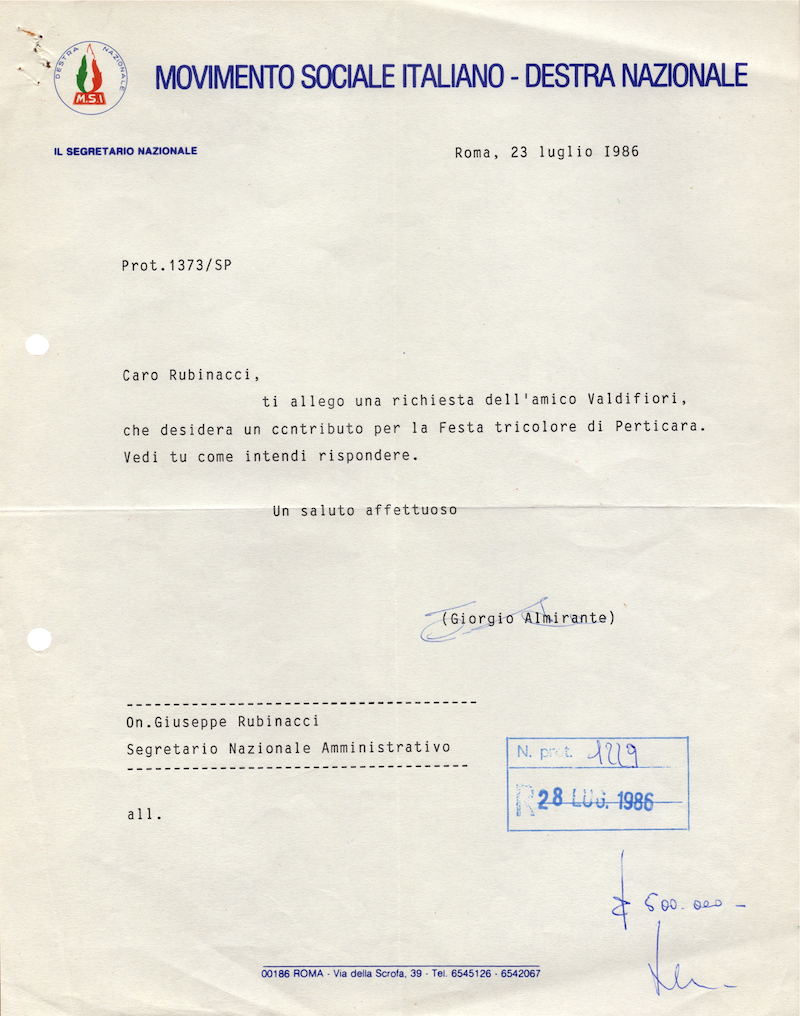 DESTRA NAZIONALE
M.S.I
MOVIMENTO SOCIALE ITALIANO - DESTRA NAZIONALE
IL SEGRETARIO NAZIONALE
Roma, 23 luglio I986
Prot.1373/SP
Caro Rubinacci,
ti allego una richiesta dell'amico Valdifiori,
che desidera un ccntributo per la Festa tricolore di Perticara.
Vedi tu come intendi rispondere.
Un saluto affettuoso
(Giorgio Almirante)
On.Giuseppe Rubinacci
Segretario Nazionale Amministrativo
all.
N. prot. 1229
R 28 LUG. 1986
500.000-
00186 ROMA - Via della Scrofa, 39 - Tel. 6545126 - 6542067